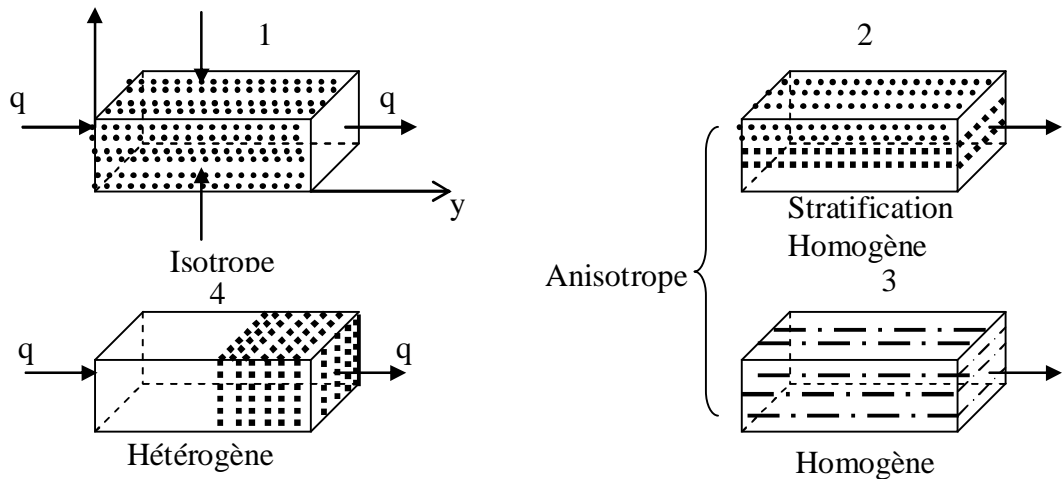 1
q
q
y
Isotrope
2
Stratification
Homogène
Anisotrope
4
q
q
Hétérogène
3
Homogène